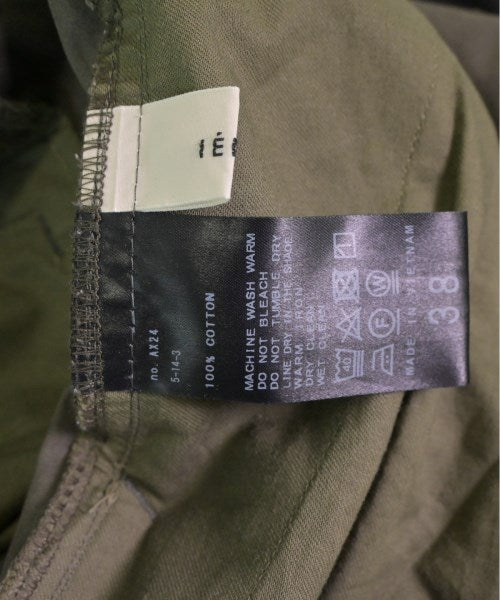 no. AX24
5-14-3
100% COTTON
MACHINE WASH WARM
DO NOT BLEACH
DO NOT TUMBLE DRY
LINE DRY IN THE SHADE
WARM IRON
DRY CLEAN
WET CLEAN
40
F
W
MADE IN VIETNAM
38